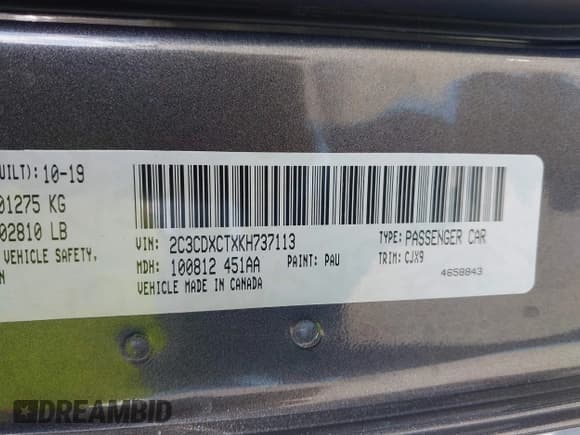 UILT): 10-19
01275 KG
02810 LB
VEHICLE SAFETY,
N
VIN: 2C3CDXCTXKH737113
TYPE: PASSENGER CAR
MDH: 100812 451AA
PAINT: PAU
TRIM: CJX9
VEHICLE MADE IN CANADA
4658843
DREAMBID